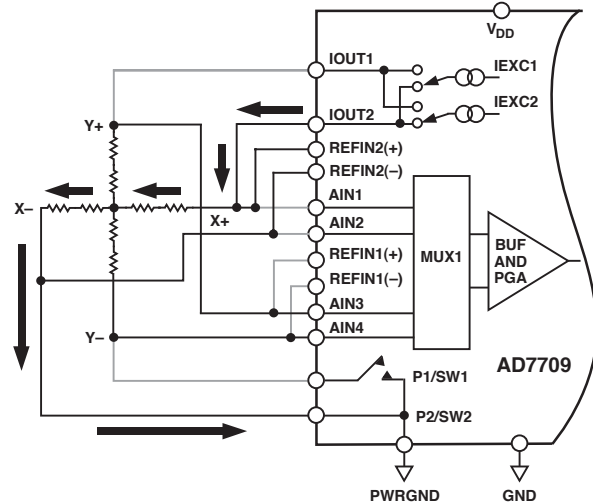 VDD
IOUT1
IEXC1
IOUT2
IEXC2
Y+
REFIN2(+)
REFIN2(–)
X–
X+
AIN1
AIN2
REFIN1(+)
REFIN1(–)
MUX1
BUF
AND
PGA
AIN3
AIN4
Y–
AD7709
P1/SW1
P2/SW2
PWRGND
GND